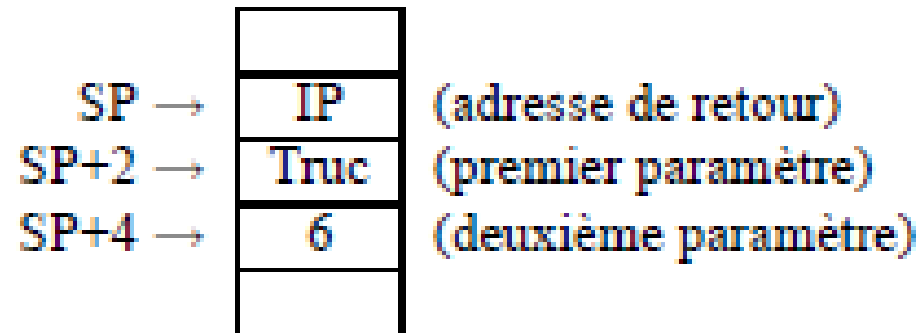 SP → IP (adresse de retour)
SP+2 → Truc (premier paramètre)
SP+4 → 6 (deuxième paramètre)